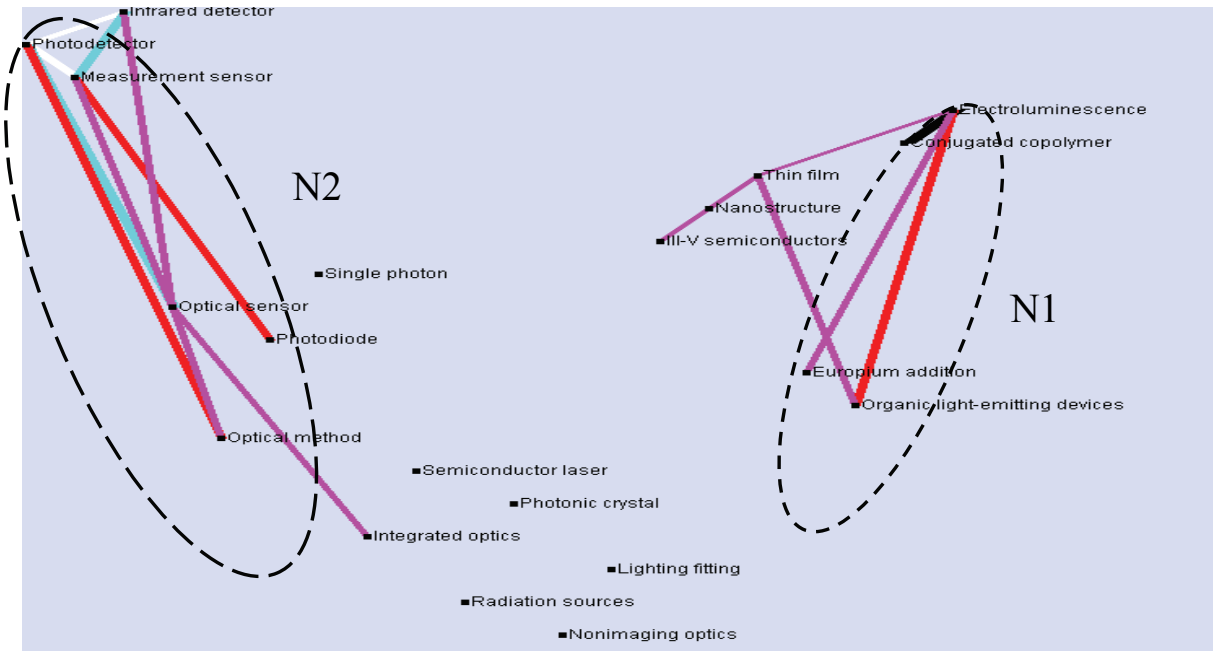 Infrared detector
Photodetector
Measurement sensor
Electroluminescence
Conjugated copolymer
Thin film
N2
Nanostructure
III-V semiconductors
Single photon
Optical sensor
N1
Photodiode
Europium addition
Organic light-emitting devices
Optical method
Semiconductor laser
Photonic crystal
Integrated optics
Lighting fitting
Radiation sources
Nonimaging optics